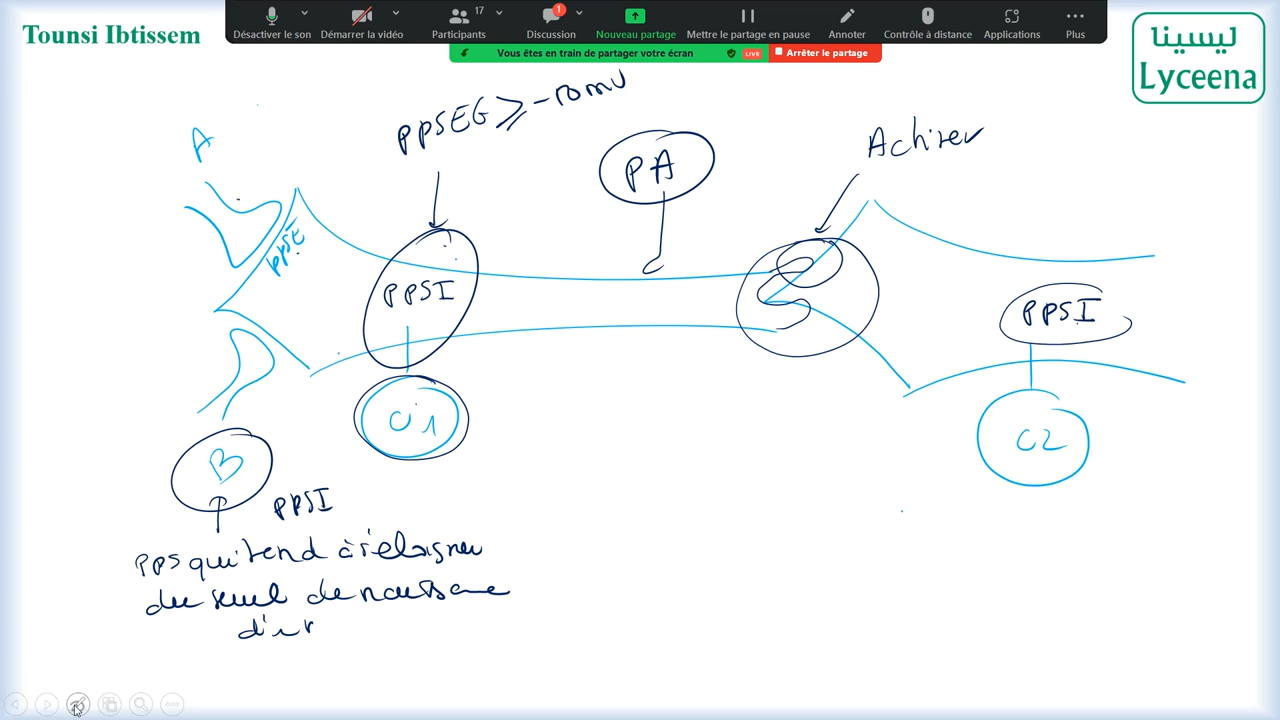 Tounsi Ibtissem
Désactiver le son
Démarrer la vidéo
17
Participants
1
Discussion
Nouveau partage
Mettre le partage en pause
Annoter
Contrôle à distance
Applications
Plus
Vous êtes en train de partager votre écran
LIVE
Arrêter le partage
ليسينا
Lyceena
PPSEG ≥ -50mV
A
PA
Activer
PPSE
PPSI
PPSI
C1
C2
B
PPSI
PPS qui tend à s'éloigner
du seuil de naissance
d'un